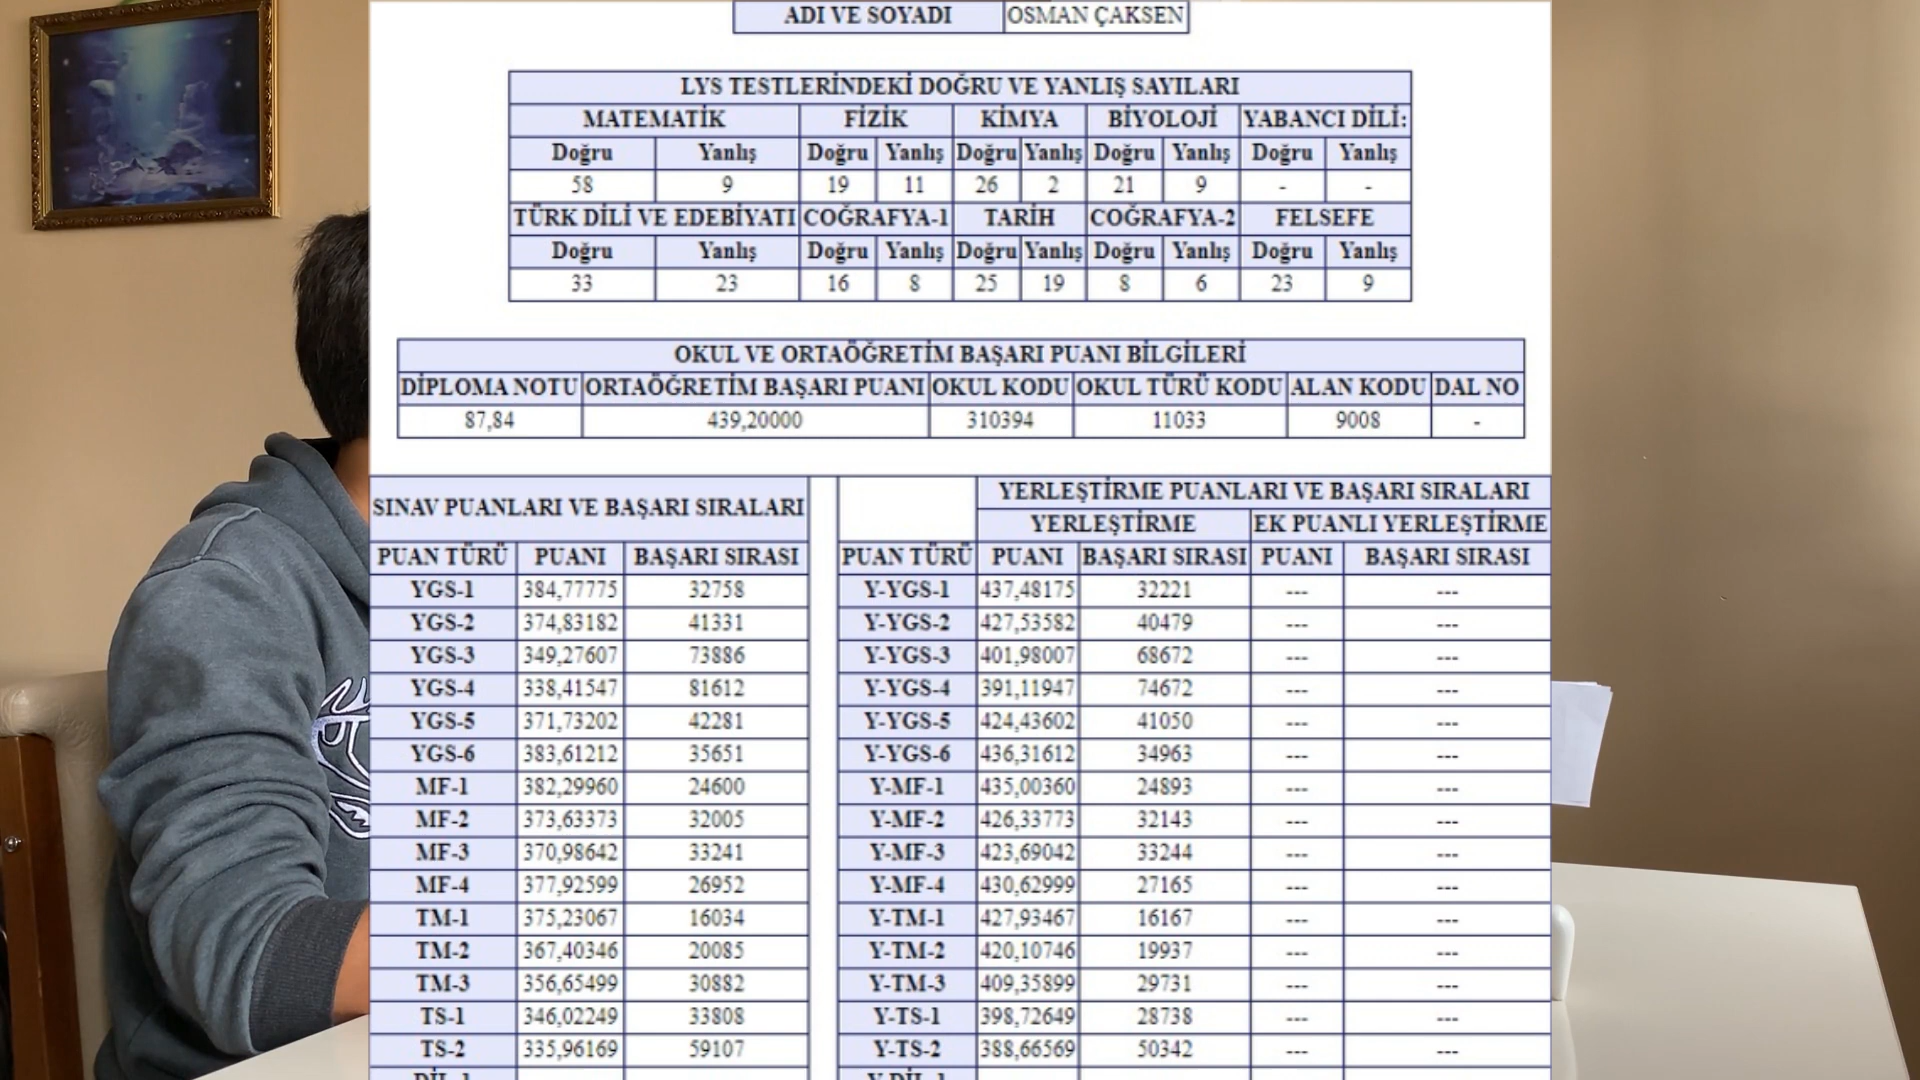 ADI VE SOYADI OSMAN ÇAKSEN
LYS TESTLERİNDEKİ DOĞRU VE YANLIŞ SAYILARI
MATEMATİK FİZİK KİMYA BİYOLOJİ YABANCI DİLİ:
Doğru Yanlış Doğru Yanlış Doğru Yanlış Doğru Yanlış Doğru Yanlış
58 9 19 11 26 2 21 9 - -
TÜRK DİLİ VE EDEBİYATI COĞRAFYA-1 TARİH COĞRAFYA-2 FELSEFE
Doğru Yanlış Doğru Yanlış Doğru Yanlış Doğru Yanlış Doğru Yanlış
33 23 16 8 25 19 8 6 23 9
OKUL VE ORTAÖĞRETİM BAŞARI PUANI BİLGİLERİ
DİPLOMA NOTU ORTAÖĞRETİM BAŞARI PUANI OKUL KODU OKUL TÜRÜ KODU ALAN KODU DAL NO
87,84 439,20000 310394 11033 9008 -
SINAV PUANLARI VE BAŞARI SIRALARI
PUAN TÜRÜ PUANI BAŞARI SIRASI
YGS-1 384,77775 32758
YGS-2 374,83182 41331
YGS-3 349,27607 73886
YGS-4 338,41547 81612
YGS-5 371,73202 42281
YGS-6 383,61212 35651
MF-1 382,29960 24600
MF-2 373,63373 32005
MF-3 370,98642 33241
MF-4 377,92599 26952
TM-1 375,23067 16034
TM-2 367,40346 20085
TM-3 356,65499 30882
TS-1 346,02249 33808
TS-2 335,96169 59107
YERLEŞTİRME PUANLARI VE BAŞARI SIRALARI
YERLEŞTİRME EK PUANLI YERLEŞTİRME
PUAN TÜRÜ PUANI BAŞARI SIRASI PUANI BAŞARI SIRASI
Y-YGS-1 437,48175 32221 --- ---
Y-YGS-2 427,53582 40479 --- ---
Y-YGS-3 401,98007 68672 --- ---
Y-YGS-4 391,11947 74672 --- ---
Y-YGS-5 424,43602 41050 --- ---
Y-YGS-6 436,31612 34963 --- ---
Y-MF-1 435,00360 24893 --- ---
Y-MF-2 426,33773 32143 --- ---
Y-MF-3 423,69042 33244 --- ---
Y-MF-4 430,62999 27165 --- ---
Y-TM-1 427,93467 16167 --- ---
Y-TM-2 420,10746 19937 --- ---
Y-TM-3 409,35899 29731 --- ---
Y-TS-1 398,72649 28738 --- ---
Y-TS-2 388,66569 50342 --- ---